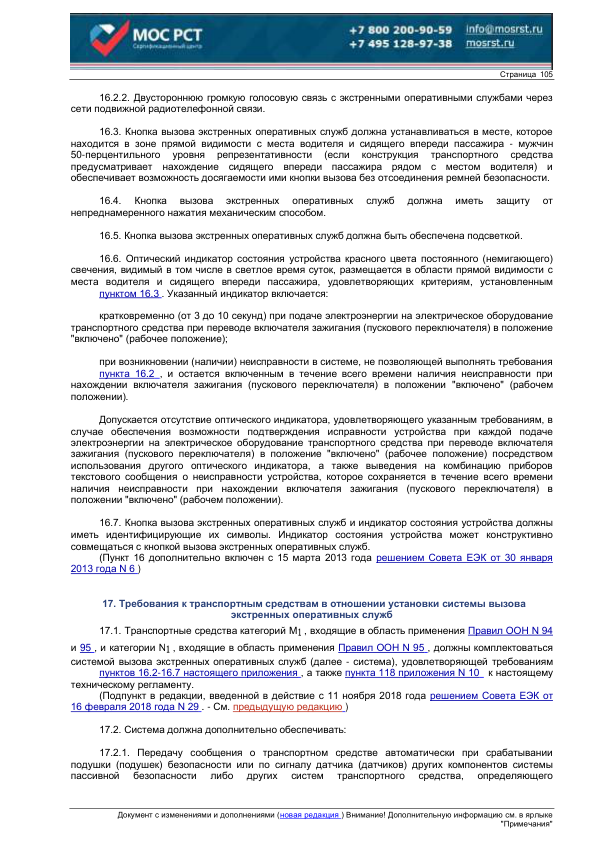 МОС РСТ
Сертификационный центр
+7 800 200-90-59 info@mosrst.ru
+7 495 128-97-38 mosrst.ru
Страница 105
16.2.2. Двустороннюю громкую голосовую связь с экстренными оперативными службами через
сети подвижной радиотелефонной связи.
16.3. Кнопка вызова экстренных оперативных служб должна устанавливаться в месте, которое
находится в зоне прямой видимости с места водителя и сидящего впереди пассажира - мужчин
50-перцентильного уровня репрезентативности (если конструкция транспортного средства
предусматривает нахождение сидящего впереди пассажира рядом с местом водителя) и
обеспечивает возможность досягаемости ими кнопки вызова без отсоединения ремней безопасности.
16.4. Кнопка вызова экстренных оперативных служб должна иметь защиту от
непреднамеренного нажатия механическим способом.
16.5. Кнопка вызова экстренных оперативных служб должна быть обеспечена подсветкой.
16.6. Оптический индикатор состояния устройства красного цвета постоянного (немигающего)
свечения, видимый в том числе в светлое время суток, размещается в области прямой видимости с
места водителя и сидящего впереди пассажира, удовлетворяющих критериям, установленным
пунктом 16.3 . Указанный индикатор включается:
кратковременно (от 3 до 10 секунд) при подаче электроэнергии на электрическое оборудование
транспортного средства при переводе включателя зажигания (пускового переключателя) в положение
"включено" (рабочее положение);
при возникновении (наличии) неисправности в системе, не позволяющей выполнять требования
пункта 16.2 , и остается включенным в течение всего времени наличия неисправности при
нахождении включателя зажигания (пускового переключателя) в положении "включено" (рабочем
положении).
Допускается отсутствие оптического индикатора, удовлетворяющего указанным требованиям, в
случае обеспечения возможности подтверждения исправности устройства при каждой подаче
электроэнергии на электрическое оборудование транспортного средства при переводе включателя
зажигания (пускового переключателя) в положение "включено" (рабочее положение) посредством
использования другого оптического индикатора, а также выведения на комбинацию приборов
текстового сообщения о неисправности устройства, которое сохраняется в течение всего времени
наличия неисправности при нахождении включателя зажигания (пускового переключателя) в
положении "включено" (рабочем положении).
16.7. Кнопка вызова экстренных оперативных служб и индикатор состояния устройства должны
иметь идентифицирующие их символы. Индикатор состояния устройства может конструктивно
совмещаться с кнопкой вызова экстренных оперативных служб.
(Пункт 16 дополнительно включен с 15 марта 2013 года решением Совета ЕЭК от 30 января
2013 года N 6 )
17. Требования к транспортным средствам в отношении установки системы вызова
экстренных оперативных служб
17.1. Транспортные средства категорий M1 , входящие в область применения Правил ООН N 94
и 95 , и категории N1 , входящие в область применения Правил ООН N 95 , должны комплектоваться
системой вызова экстренных оперативных служб (далее - система), удовлетворяющей требованиям
пунктов 16.2-16.7 настоящего приложения , а также пункта 118 приложения N 10 к настоящему
техническому регламенту.
(Подпункт в редакции, введенной в действие с 11 ноября 2018 года решением Совета ЕЭК от
16 февраля 2018 года N 29 . - См. предыдущую редакцию )
17.2. Система должна дополнительно обеспечивать:
17.2.1. Передачу сообщения о транспортном средстве автоматически при срабатывании
подушки (подушек) безопасности или по сигналу датчика (датчиков) других компонентов системы
пассивной безопасности либо других систем транспортного средства, определяющего
Документ с изменениями и дополнениями (новая редакция ) Внимание! Дополнительную информацию см. в ярлыке
"Примечания"